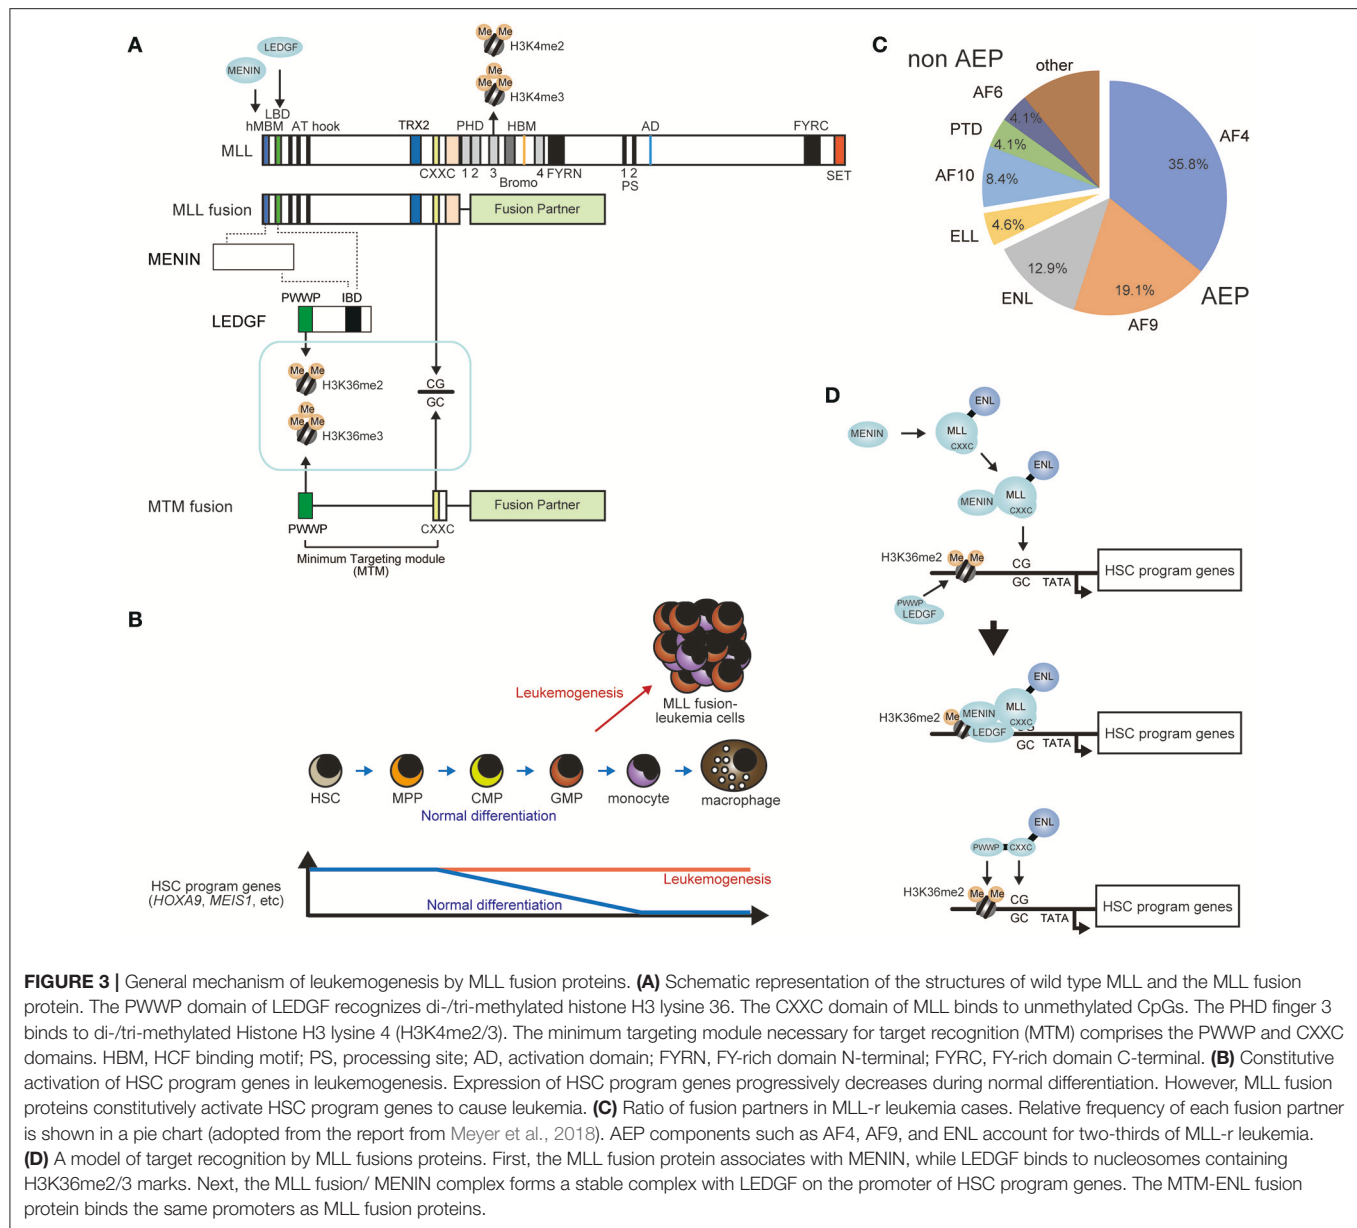 A
LEDGF
MENIN
Me Me
H3K4me2
Me
Me Me
H3K4me3
LBD
hMBM
AT hook
TRX2
PHD
HBM
AD
FYRC
MLL
CXXC
1 2
3
Bromo
4
FYRN
1 2
PS
SET
MLL fusion
Fusion Partner
MENIN
PWWP
IBD
LEDGF
Me Me
H3K36me2
Me
Me Me
H3K36me3
CG
GC
MTM fusion
Fusion Partner
PWWP
CXXC
Minimum Targeting module
(MTM)
B
Leukemogenesis
MLL fusion-
leukemia cells
HSC
MPP
CMP
GMP
monocyte
macrophage
Normal differentiation
HSC program genes
(HOXA9, MEIS1, etc)
Leukemogenesis
Normal differentiation
C
non AEP
other
AF6
4.1%
PTD
4.1%
AF10
8.4%
ELL
4.6%
ENL
12.9%
AF9
19.1%
AF4
35.8%
AEP
D
ENL
MENIN
MLL
CXXC
ENL
MENIN
MLL
CXXC
H3K36me2
Me Me
CG
GC
TATA
HSC program genes
PWWP
LEDGF
ENL
H3K36me2
Me
MENIN
MLL
CXXC
LEDGF
CG
GC
TATA
HSC program genes
ENL
PWWP
CXXC
H3K36me2
Me Me
CG
GC
TATA
HSC program genes
FIGURE 3 | General mechanism of leukemogenesis by MLL fusion proteins. (A) Schematic representation of the structures of wild type MLL and the MLL fusion
protein. The PWWP domain of LEDGF recognizes di-/tri-methylated histone H3 lysine 36. The CXXC domain of MLL binds to unmethylated CpGs. The PHD finger 3
binds to di-/tri-methylated Histone H3 lysine 4 (H3K4me2/3). The minimum targeting module necessary for target recognition (MTM) comprises the PWWP and CXXC
domains. HBM, HCF binding motif; PS, processing site; AD, activation domain; FYRN, FY-rich domain N-terminal; FYRC, FY-rich domain C-terminal. (B) Constitutive
activation of HSC program genes in leukemogenesis. Expression of HSC program genes progressively decreases during normal differentiation. However, MLL fusion
proteins constitutively activate HSC program genes to cause leukemia. (C) Ratio of fusion partners in MLL-r leukemia cases. Relative frequency of each fusion partner
is shown in a pie chart (adopted from the report from Meyer et al., 2018). AEP components such as AF4, AF9, and ENL account for two-thirds of MLL-r leukemia.
(D) A model of target recognition by MLL fusions proteins. First, the MLL fusion protein associates with MENIN, while LEDGF binds to nucleosomes containing
H3K36me2/3 marks. Next, the MLL fusion/ MENIN complex forms a stable complex with LEDGF on the promoter of HSC program genes. The MTM-ENL fusion
protein binds the same promoters as MLL fusion proteins.